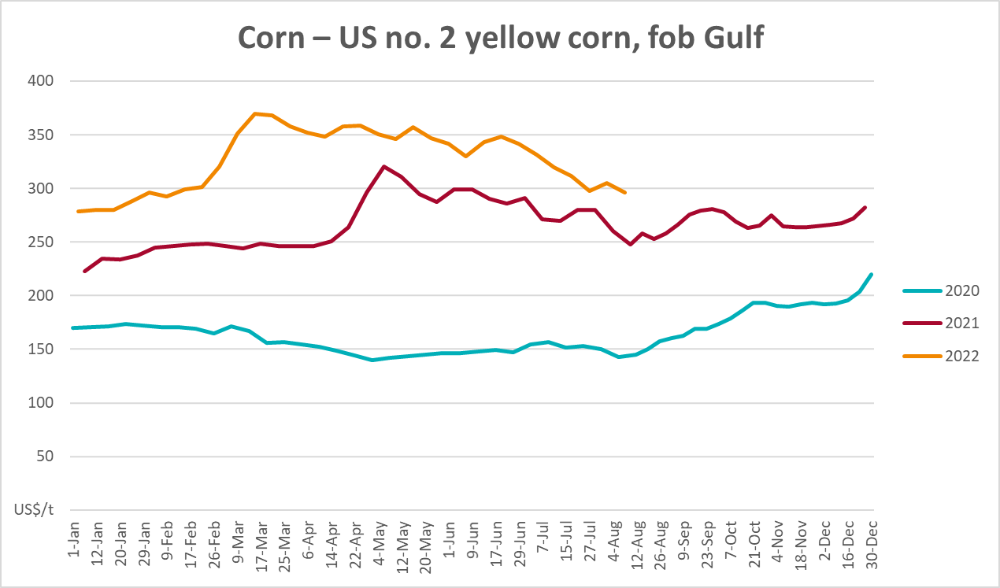 Corn – US no. 2 yellow corn, fob Gulf
400
350
300
250
200
150
100
50
US$/t
1-Jan
12-Jan
20-Jan
29-Jan
9-Feb
17-Feb
26-Feb
9-Mar
17-Mar
25-Mar
6-Apr
14-Apr
22-Apr
4-May
12-May
20-May
1-Jun
9-Jun
17-Jun
29-Jun
7-Jul
15-Jul
27-Jul
4-Aug
12-Aug
26-Aug
9-Sep
23-Sep
7-Oct
21-Oct
4-Nov
18-Nov
2-Dec
16-Dec
30-Dec
2020
2021
2022